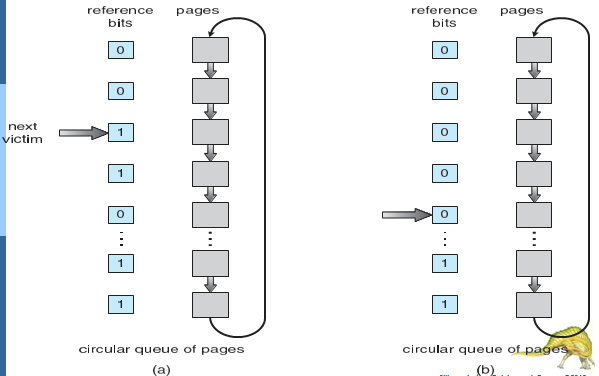 reference
bits
pages
0
0
next
victim
1
1
0
1
1
circular queue of pages
(a)
reference
bits
pages
0
0
0
0
0
1
1
circular queue of pages
(b)